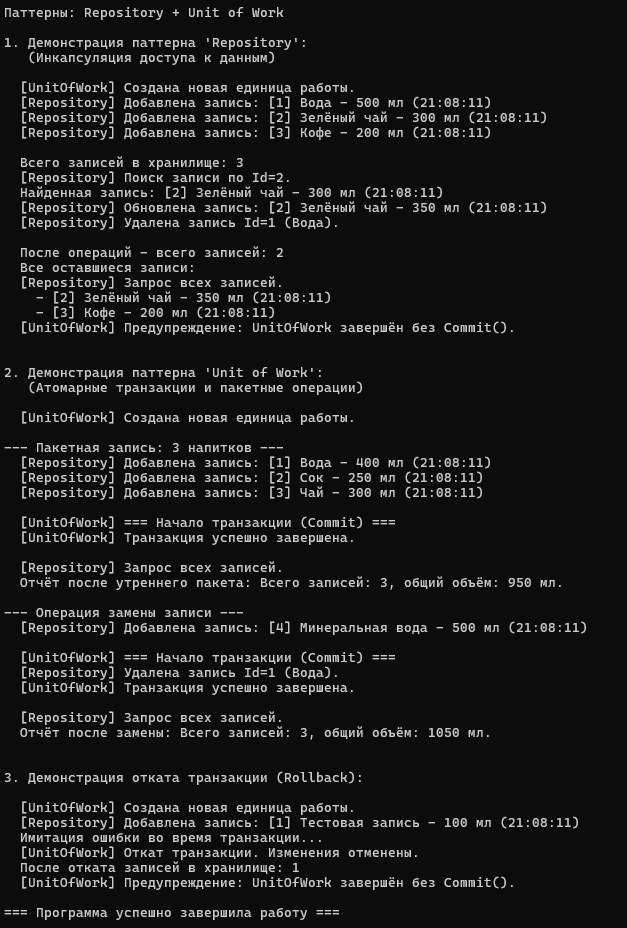 Паттерны: Repository + Unit of Work
1. Демонстрация паттерна 'Repository':
(Инкапсуляция доступа к данным)
[UnitOfWork] Создана новая единица работы.
[Repository] Добавлена запись: [1] Вода – 500 мл (21:08:11)
[Repository] Добавлена запись: [2] Зелёный чай – 300 мл (21:08:11)
[Repository] Добавлена запись: [3] Кофе – 200 мл (21:08:11)
Всего записей в хранилище: 3
[Repository] Поиск записи по Id=2.
Найденная запись: [2] Зелёный чай – 300 мл (21:08:11)
[Repository] Обновлена запись: [2] Зелёный чай – 350 мл (21:08:11)
[Repository] Удалена запись Id=1 (Вода).
После операций – всего записей: 2
Все оставшиеся записи:
[Repository] Запрос всех записей.
– [2] Зелёный чай – 350 мл (21:08:11)
– [3] Кофе – 200 мл (21:08:11)
[UnitOfWork] Предупреждение: UnitOfWork завершён без Commit().
2. Демонстрация паттерна 'Unit of Work':
(Атомарные транзакции и пакетные операции)
[UnitOfWork] Создана новая единица работы.
––– Пакетная запись: 3 напитков –––
[Repository] Добавлена запись: [1] Вода – 400 мл (21:08:11)
[Repository] Добавлена запись: [2] Сок – 250 мл (21:08:11)
[Repository] Добавлена запись: [3] Чай – 300 мл (21:08:11)
[UnitOfWork] === Начало транзакции (Commit) ===
[UnitOfWork] Транзакция успешно завершена.
[Repository] Запрос всех записей.
Отчёт после утреннего пакета: Всего записей: 3, общий объём: 950 мл.
––– Операция замены записи –––
[Repository] Добавлена запись: [4] Минеральная вода – 500 мл (21:08:11)
[UnitOfWork] === Начало транзакции (Commit) ===
[Repository] Удалена запись Id=1 (Вода).
[UnitOfWork] Транзакция успешно завершена.
[Repository] Запрос всех записей.
Отчёт после замены: Всего записей: 3, общий объём: 1050 мл.
3. Демонстрация отката транзакции (Rollback):
[UnitOfWork] Создана новая единица работы.
[Repository] Добавлена запись: [1] Тестовая запись – 100 мл (21:08:11)
Имитация ошибки во время транзакции...
[UnitOfWork] Откат транзакции. Изменения отменены.
После отката записей в хранилище: 1
[UnitOfWork] Предупреждение: UnitOfWork завершён без Commit().
=== Программа успешно завершила работу ===